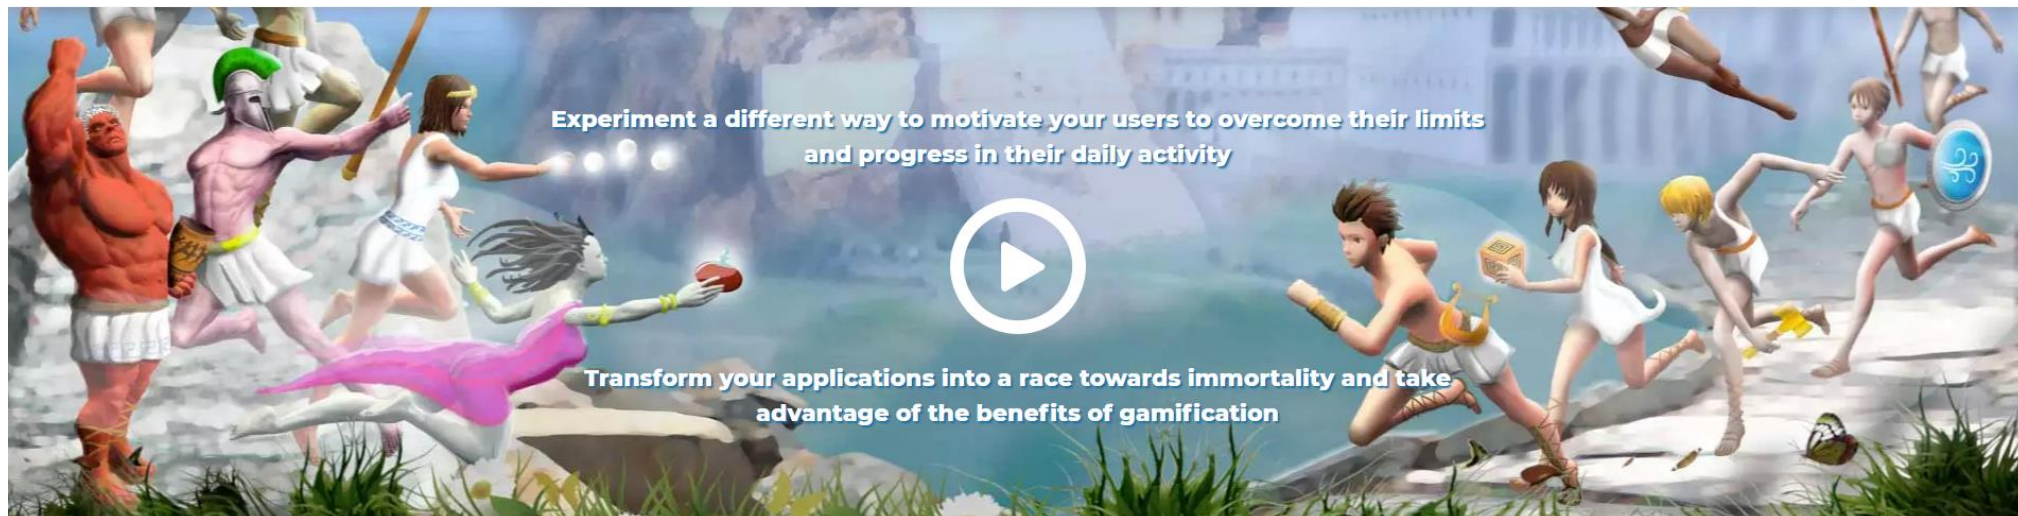 Experiment a different way to motivate your users to overcome their limits
and progress in their daily activity
Transform your applications into a race towards immortality and take
advantage of the benefits of gamification